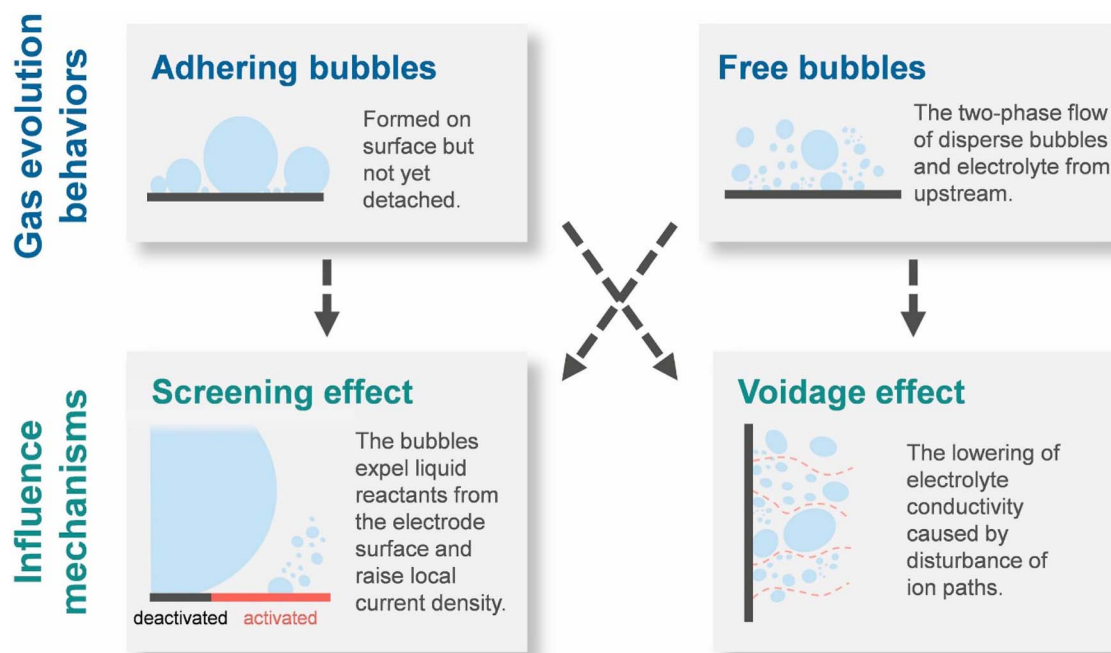 Gas evolution
behaviors
Adhering bubbles
Formed on
surface but
not yet
detached.
Free bubbles
The two-phase flow
of disperse bubbles
and electrolyte from
upstream.
Influence
mechanisms
Screening effect
The bubbles
expel liquid
reactants from
the electrode
surface and
raise local
current density.
deactivated activated
Voidage effect
The lowering of
electrolyte
conductivity
caused by
disturbance of
ion paths.